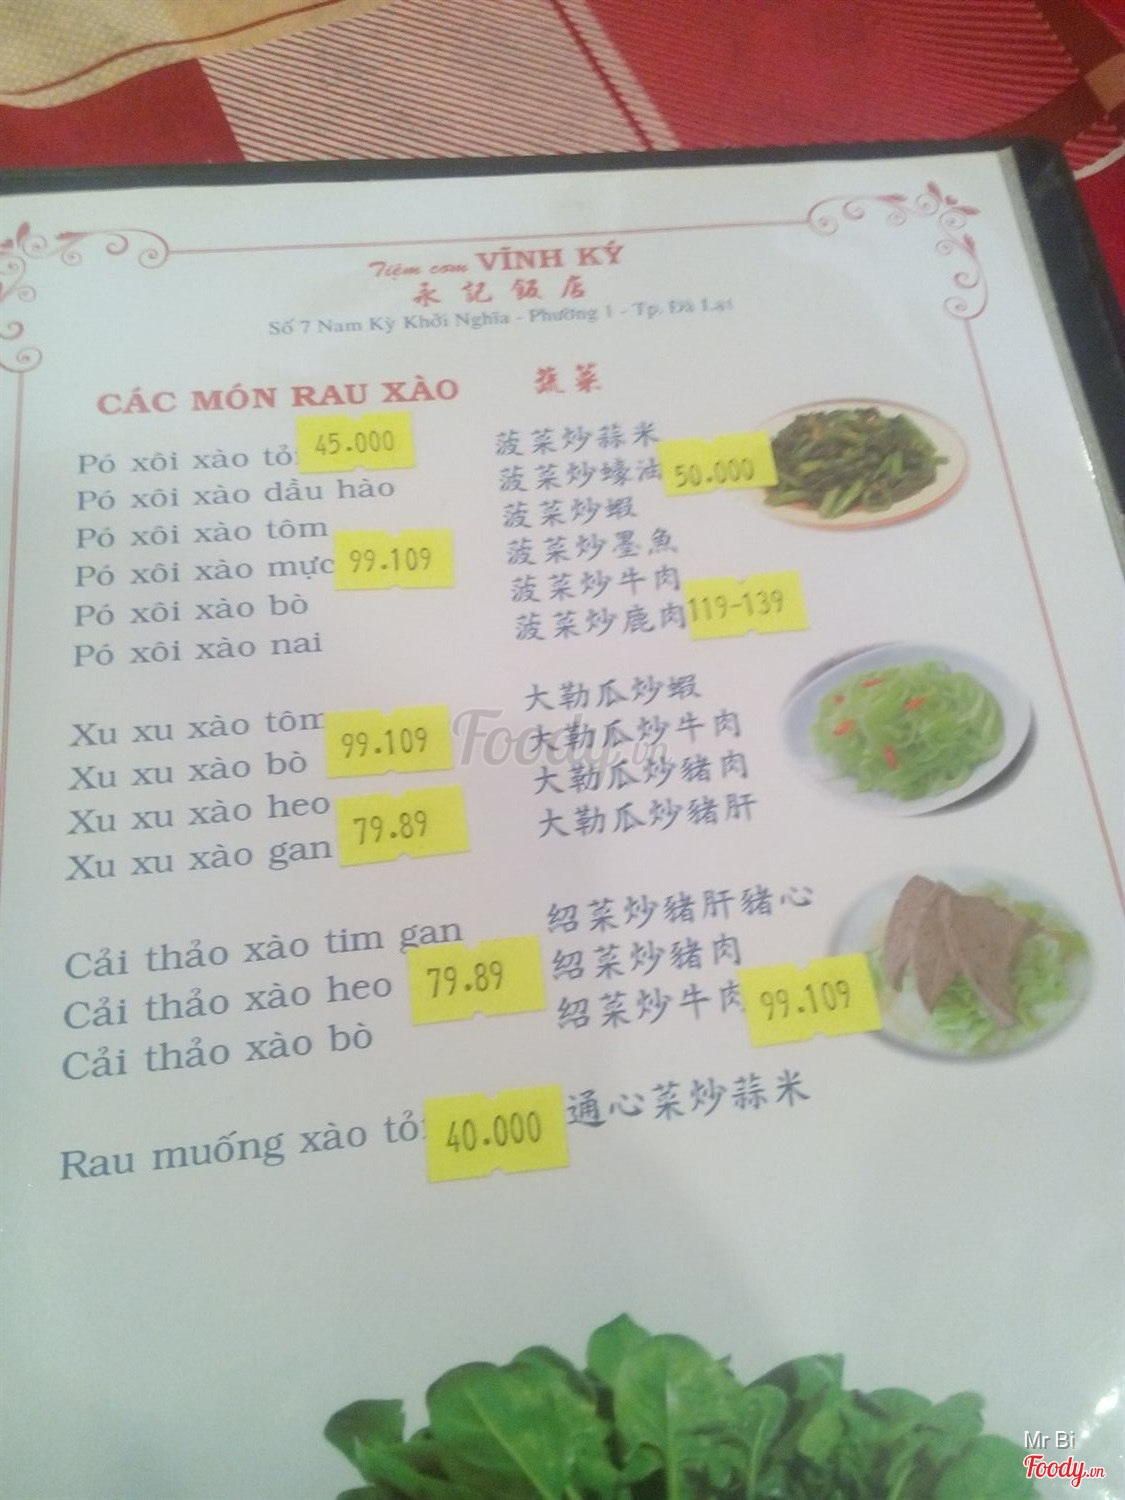 Tiệm cơm VĨNH KÝ
永記飯店
Số 7 Nam Kỳ Khởi Nghĩa - Phường 1 - Tp. Đà Lạt
CÁC MÓN RAU XÀO 蔬菜
Pó xôi xào 45.000 菠菜炒蒜米
Pó xôi xào dầu hào 菠菜炒蠔油 50.000
Pó xôi xào tôm 菠菜炒蝦
Pó xôi xào mực 99.109 菠菜炒墨魚
Pó xôi xào bò 菠菜炒牛肉
Pó xôi xào nai 菠菜炒鹿肉 119-139
Xu xu xào tôm 99.109 大勒瓜炒蝦
Xu xu xào bò 大勒瓜炒牛肉
Xu xu xào heo 大勒瓜炒豬肉
Xu xu xào gan 79.89 大勒瓜炒豬肝
Cải thảo xào tim gan 绍菜炒豬肝豬心
Cải thảo xào heo 79.89 绍菜炒豬肉
Cải thảo xào bò 绍菜炒牛肉 99.109
Rau muống xào 40.000 通心菜炒蒜米
Foody.vn
Mr Bi
Foody.vn